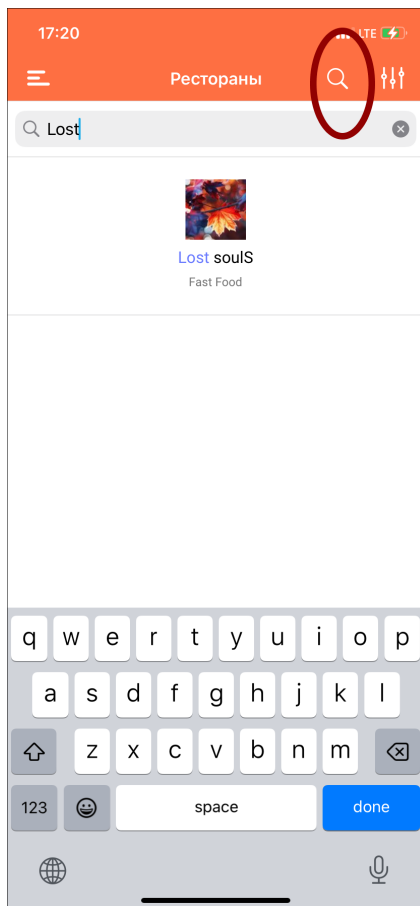 17:20 LTE
Рестораны
Lost
Lost soulS
Fast Food
q w e r t y u i o p
a s d f g h j k l
z x c v b n m
123 space done